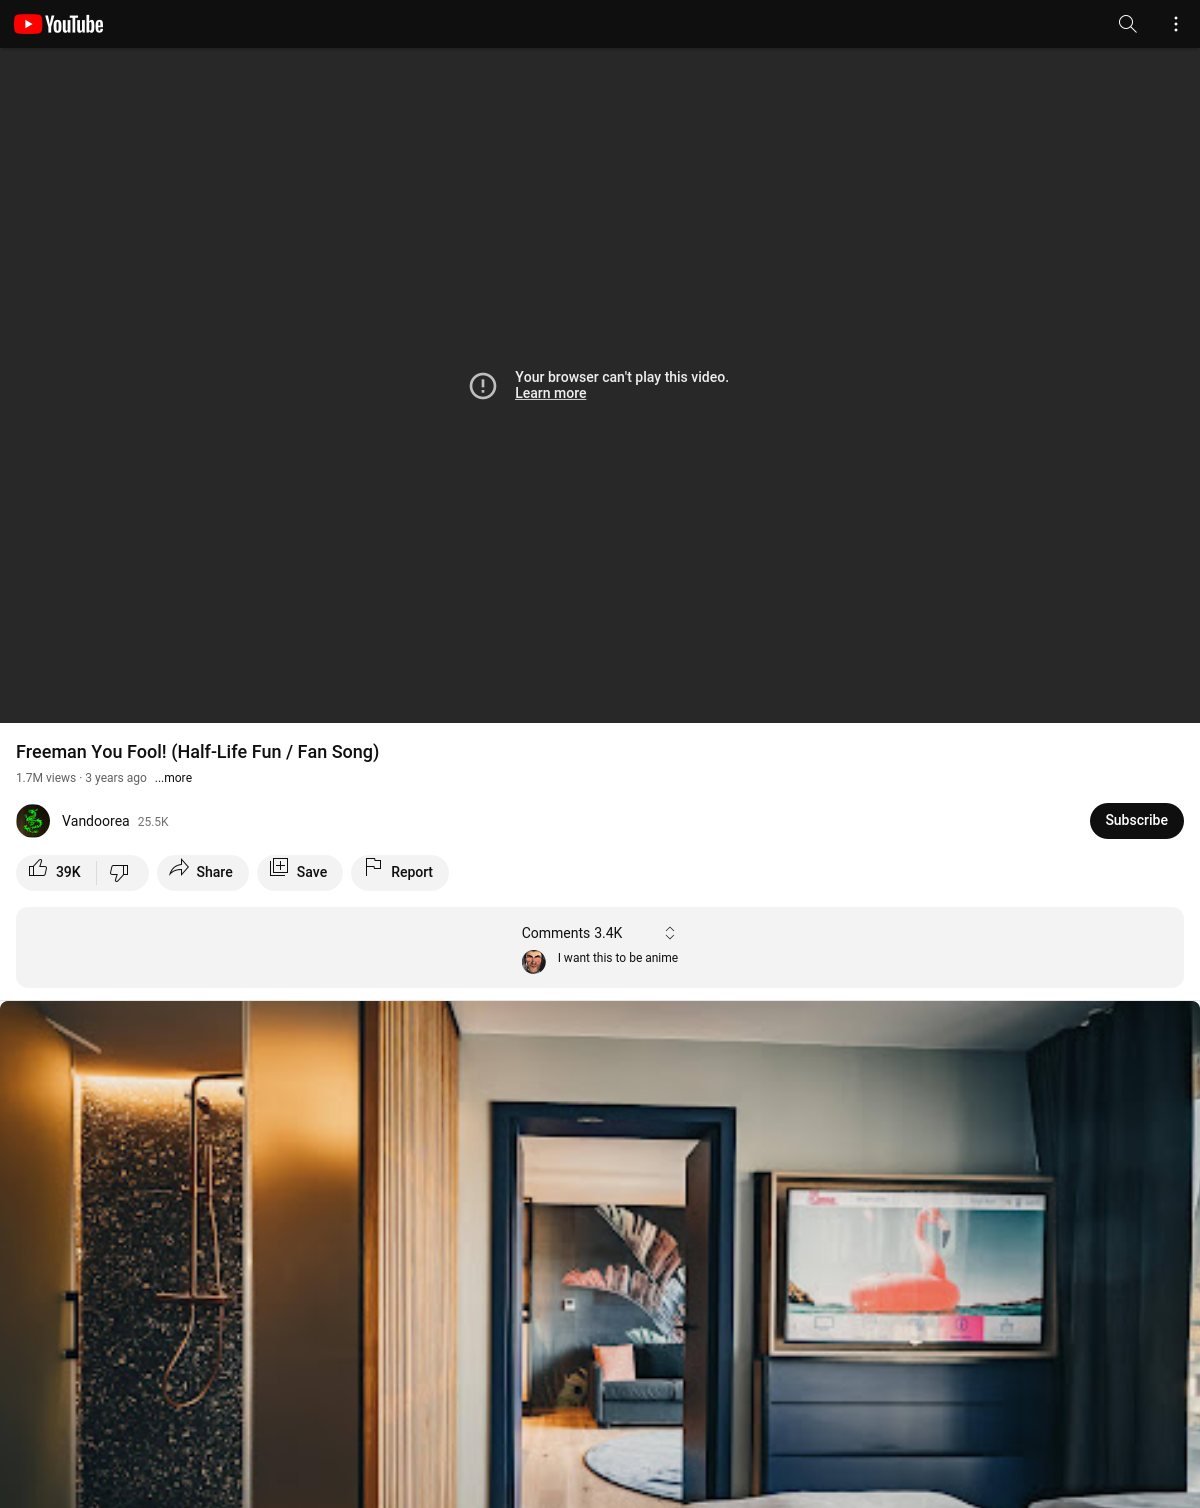 YouTube
Your browser can't play this video.
Learn more
Freeman You Fool! (Half-Life Fun / Fan Song)
1.7M views · 3 years ago ...more
Vandoorea 25.5K
Subscribe
39K
Share
Save
Report
Comments 3.4K
I want this to be anime